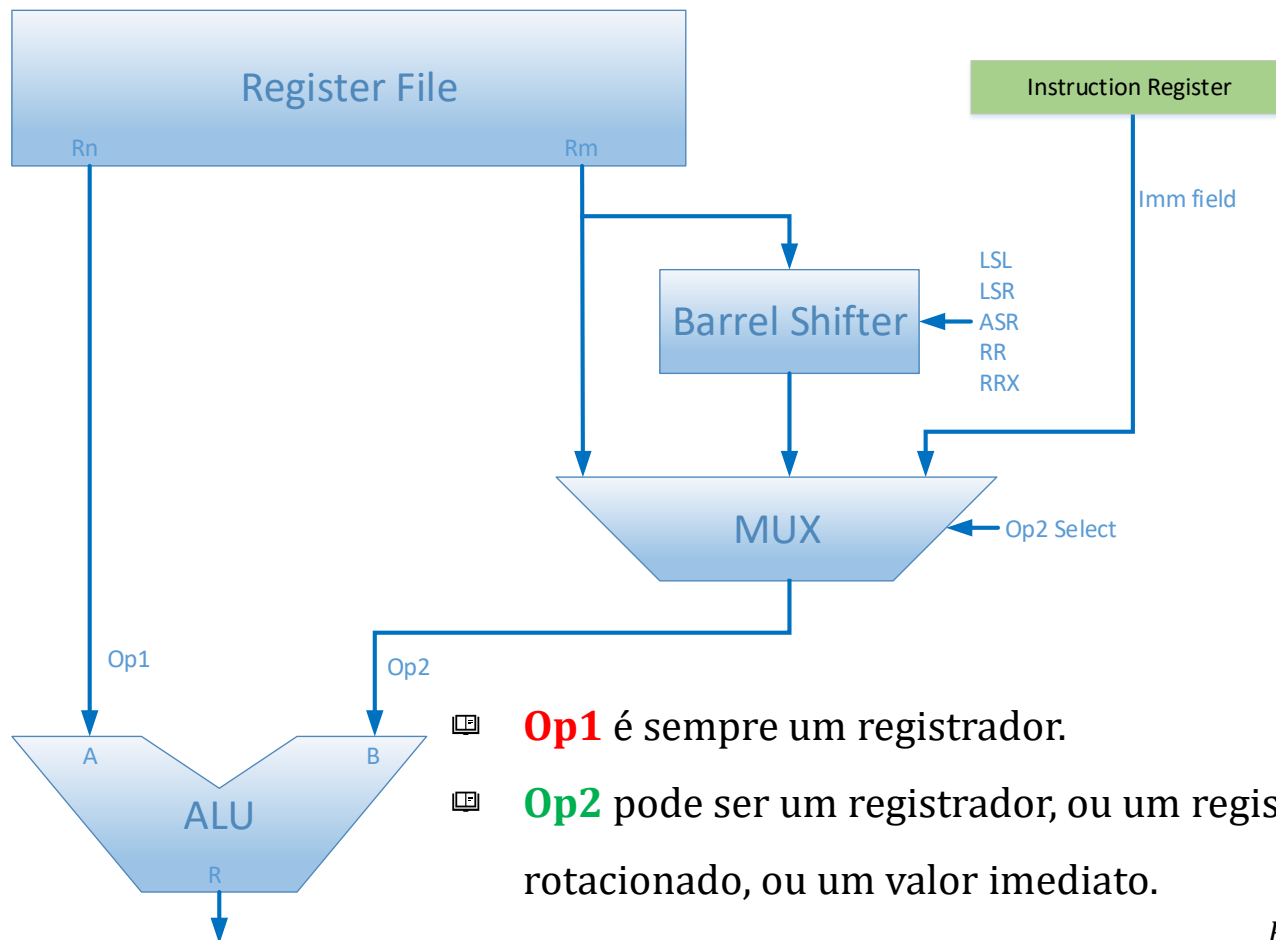 Register File
Instruction Register
Rn
Rm
Imm field
LSL
LSR
Barrel Shifter
ASR
RR
RRX
MUX
Op2 Select
Op1
Op2
Op1 é sempre um registrador.
A
B
ALU
Op2 pode ser um registrador, ou um regis
R
rotacionado, ou um valor imediato.